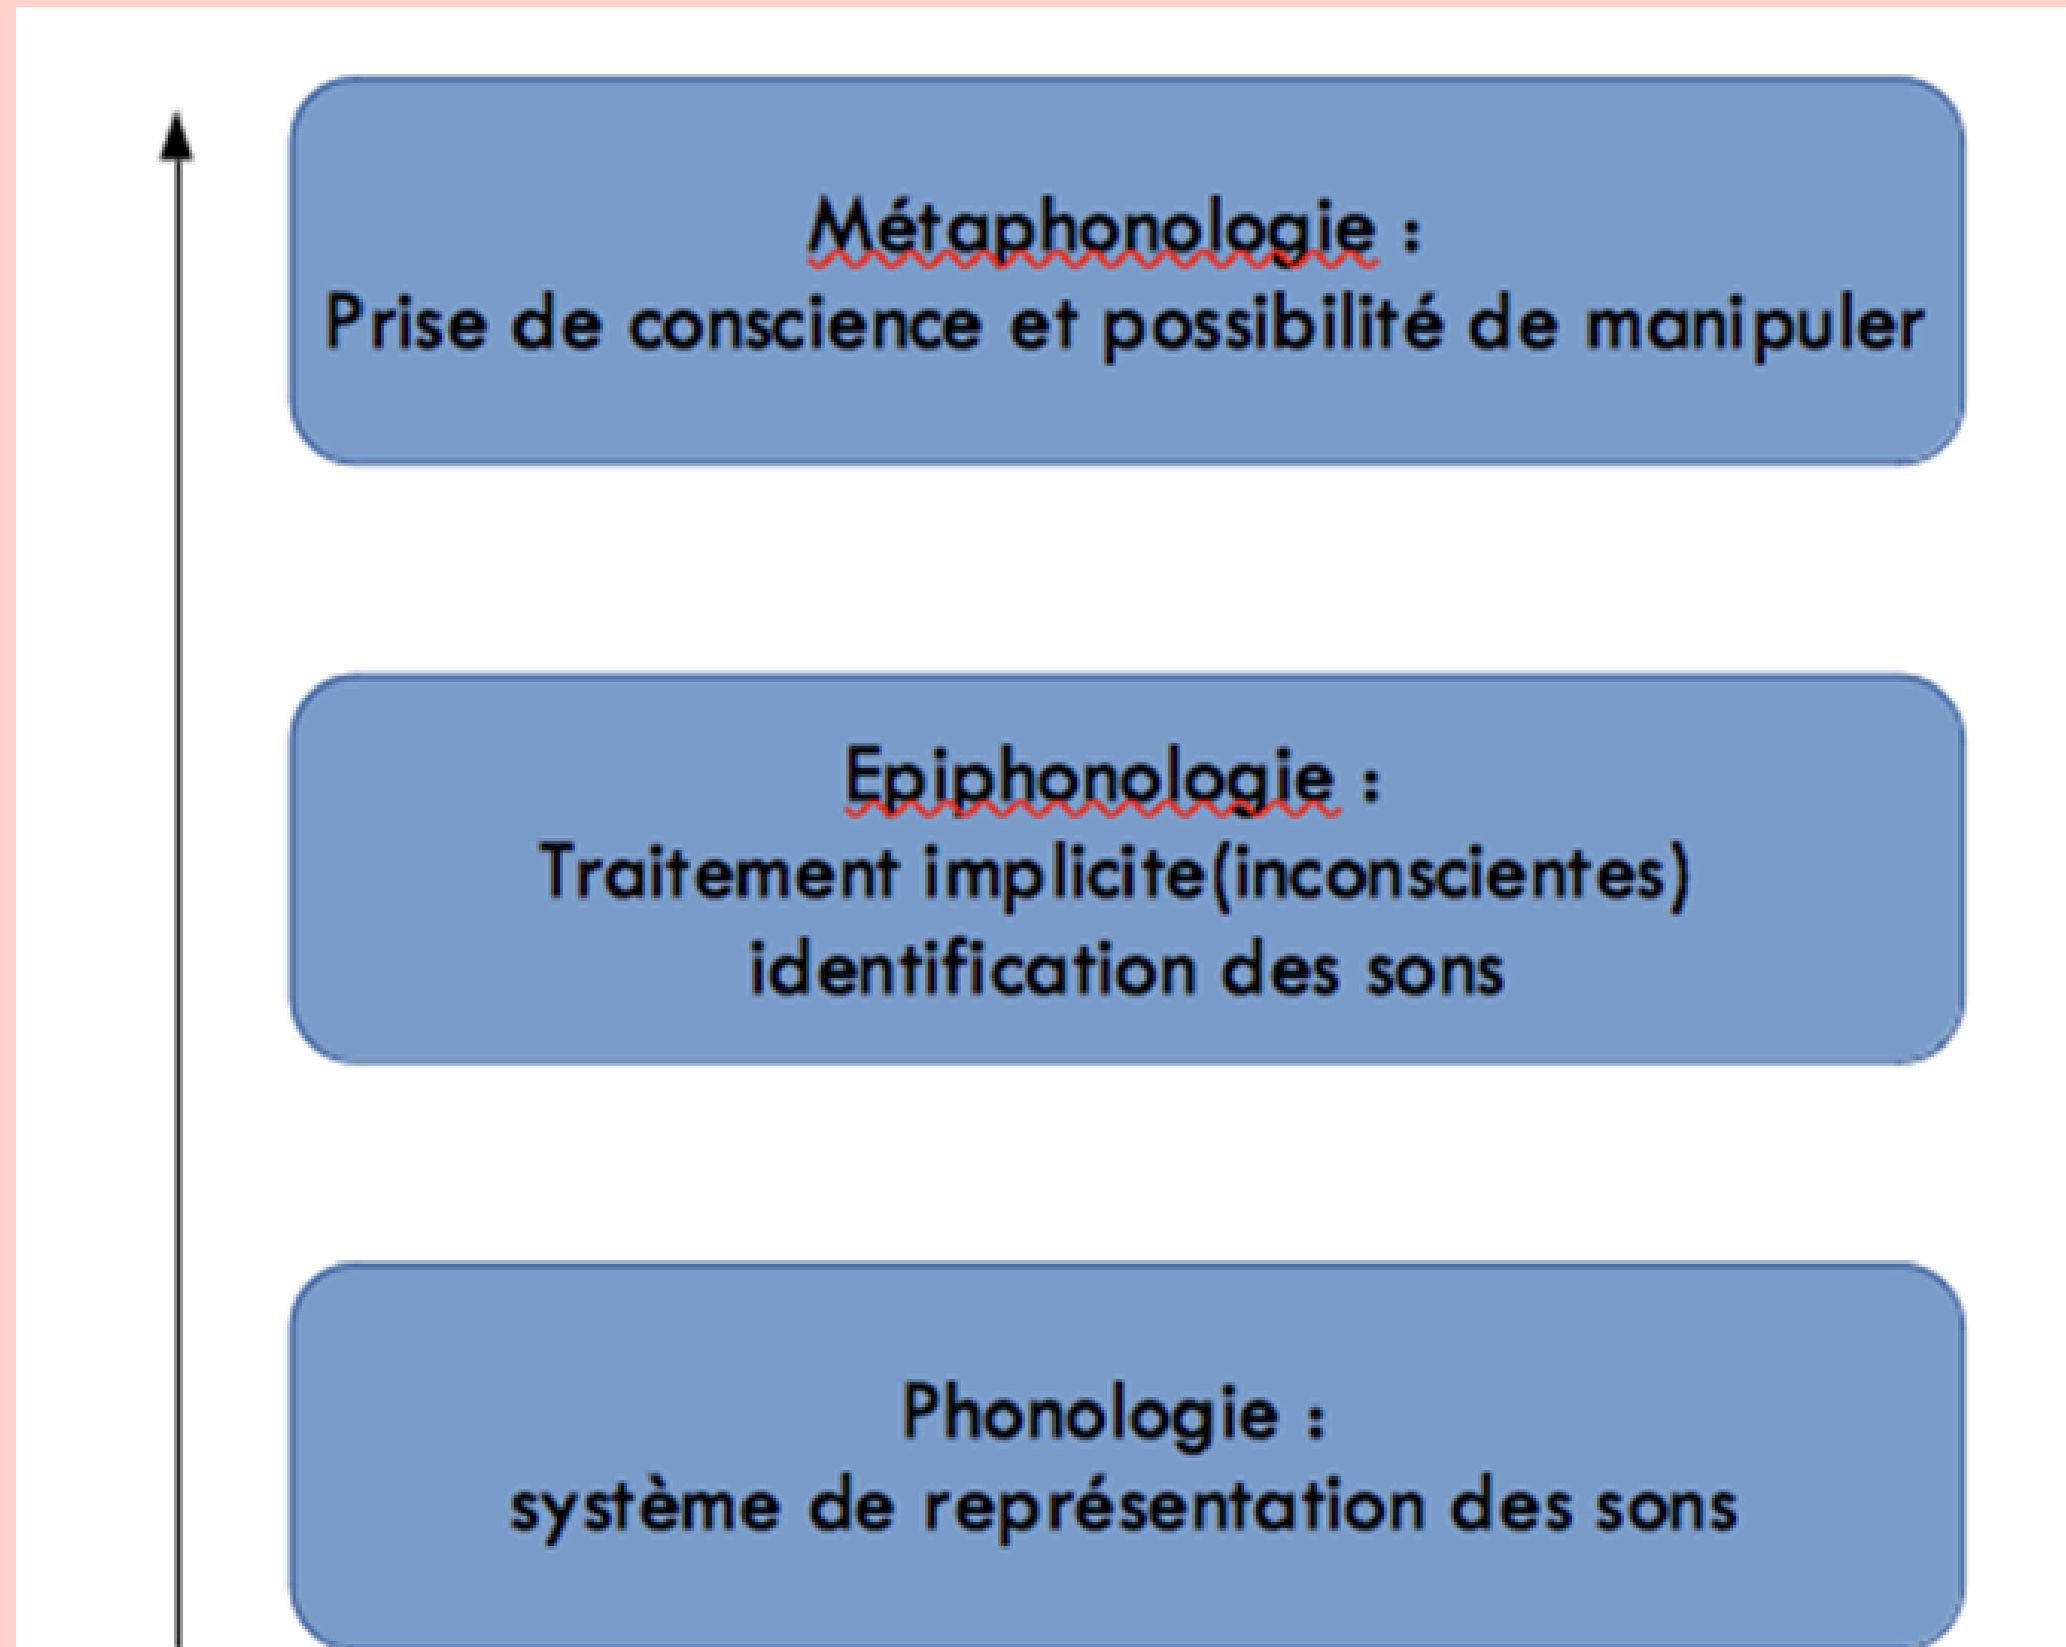 Métaphonologie :
Prise de conscience et possibilité de manipuler
Epiphonologie :
Traitement implicite(inconscientes)
identification des sons
Phonologie :
système de représentation des sons